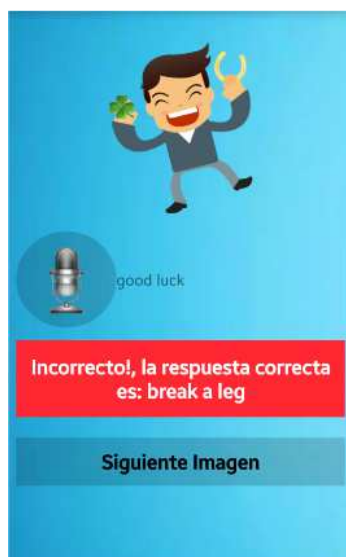 good luck
Incorrecto!, la respuesta correcta
es: break a leg
Siguiente Imagen